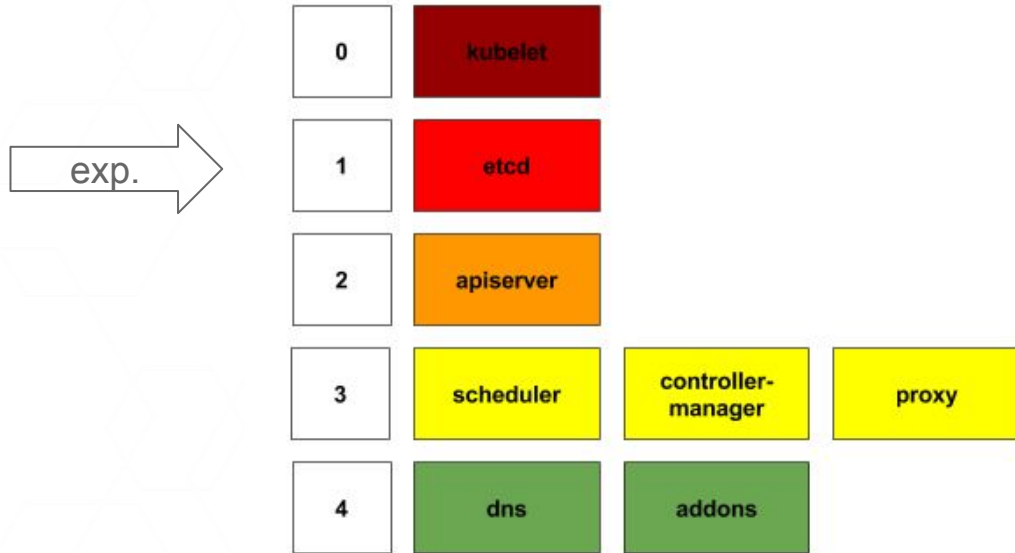 0
kubelet
exp.
1
etcd
2
apiserver
3
scheduler
controller-
manager
proxy
4
dns
addons